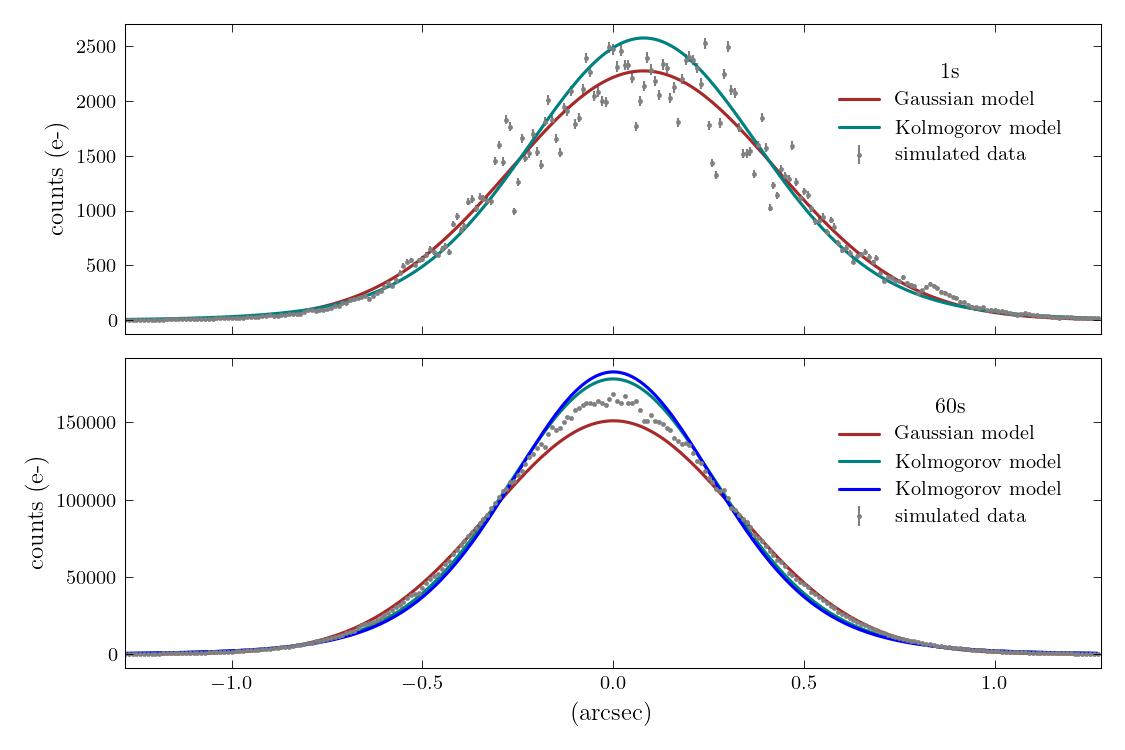 2500
2000
1500
1000
500
0
counts (e-)
1s
Gaussian model
Kolmogorov model
simulated data
150000
100000
50000
0
counts (e-)
60s
Gaussian model
Kolmogorov model
Kolmogorov model
simulated data
−1.0 −0.5 0.0 0.5 1.0
(arcsec)